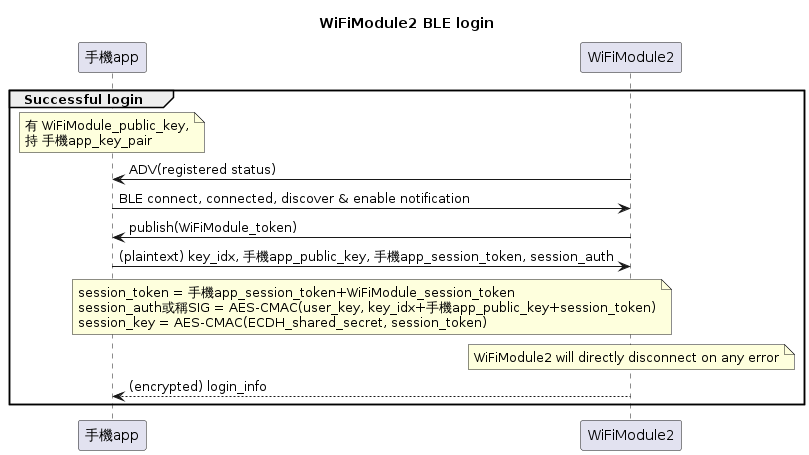 WiFiModule2 BLE login
手機app
WiFiModule2
Successful login
有 WiFiModule_public_key,
持 手機app_key_pair
ADV(registered status)
BLE connect, connected, discover & enable notification
publish(WiFiModule_token)
(plaintext) key_idx, 手機app_public_key, 手機app_session_token, session_auth
session_token = 手機app_session_token+WiFiModule_session_token
session_auth或稱SIG = AES-CMAC(user_key, key_idx+手機app_public_key+session_token)
session_key = AES-CMAC(ECDH_shared_secret, session_token)
WiFiModule2 will directly disconnect on any error
(encrypted) login_info
手機app
WiFiModule2